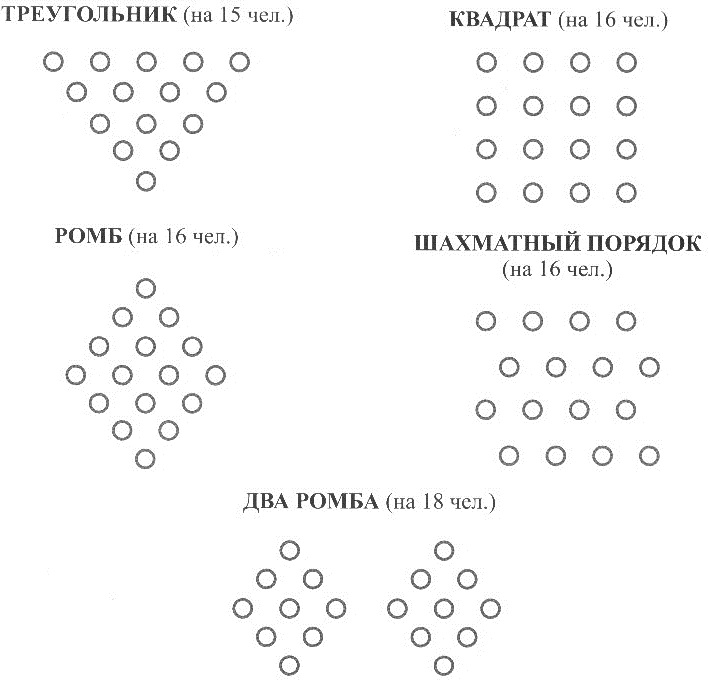 ТРЕУГОЛЬНИК (на 15 чел.)
КВАДРАТ (на 16 чел.)
РОМБ (на 16 чел.)
ШАХМАТНЫЙ ПОРЯДОК
(на 16 чел.)
ДВА РОМБА (на 18 чел.)